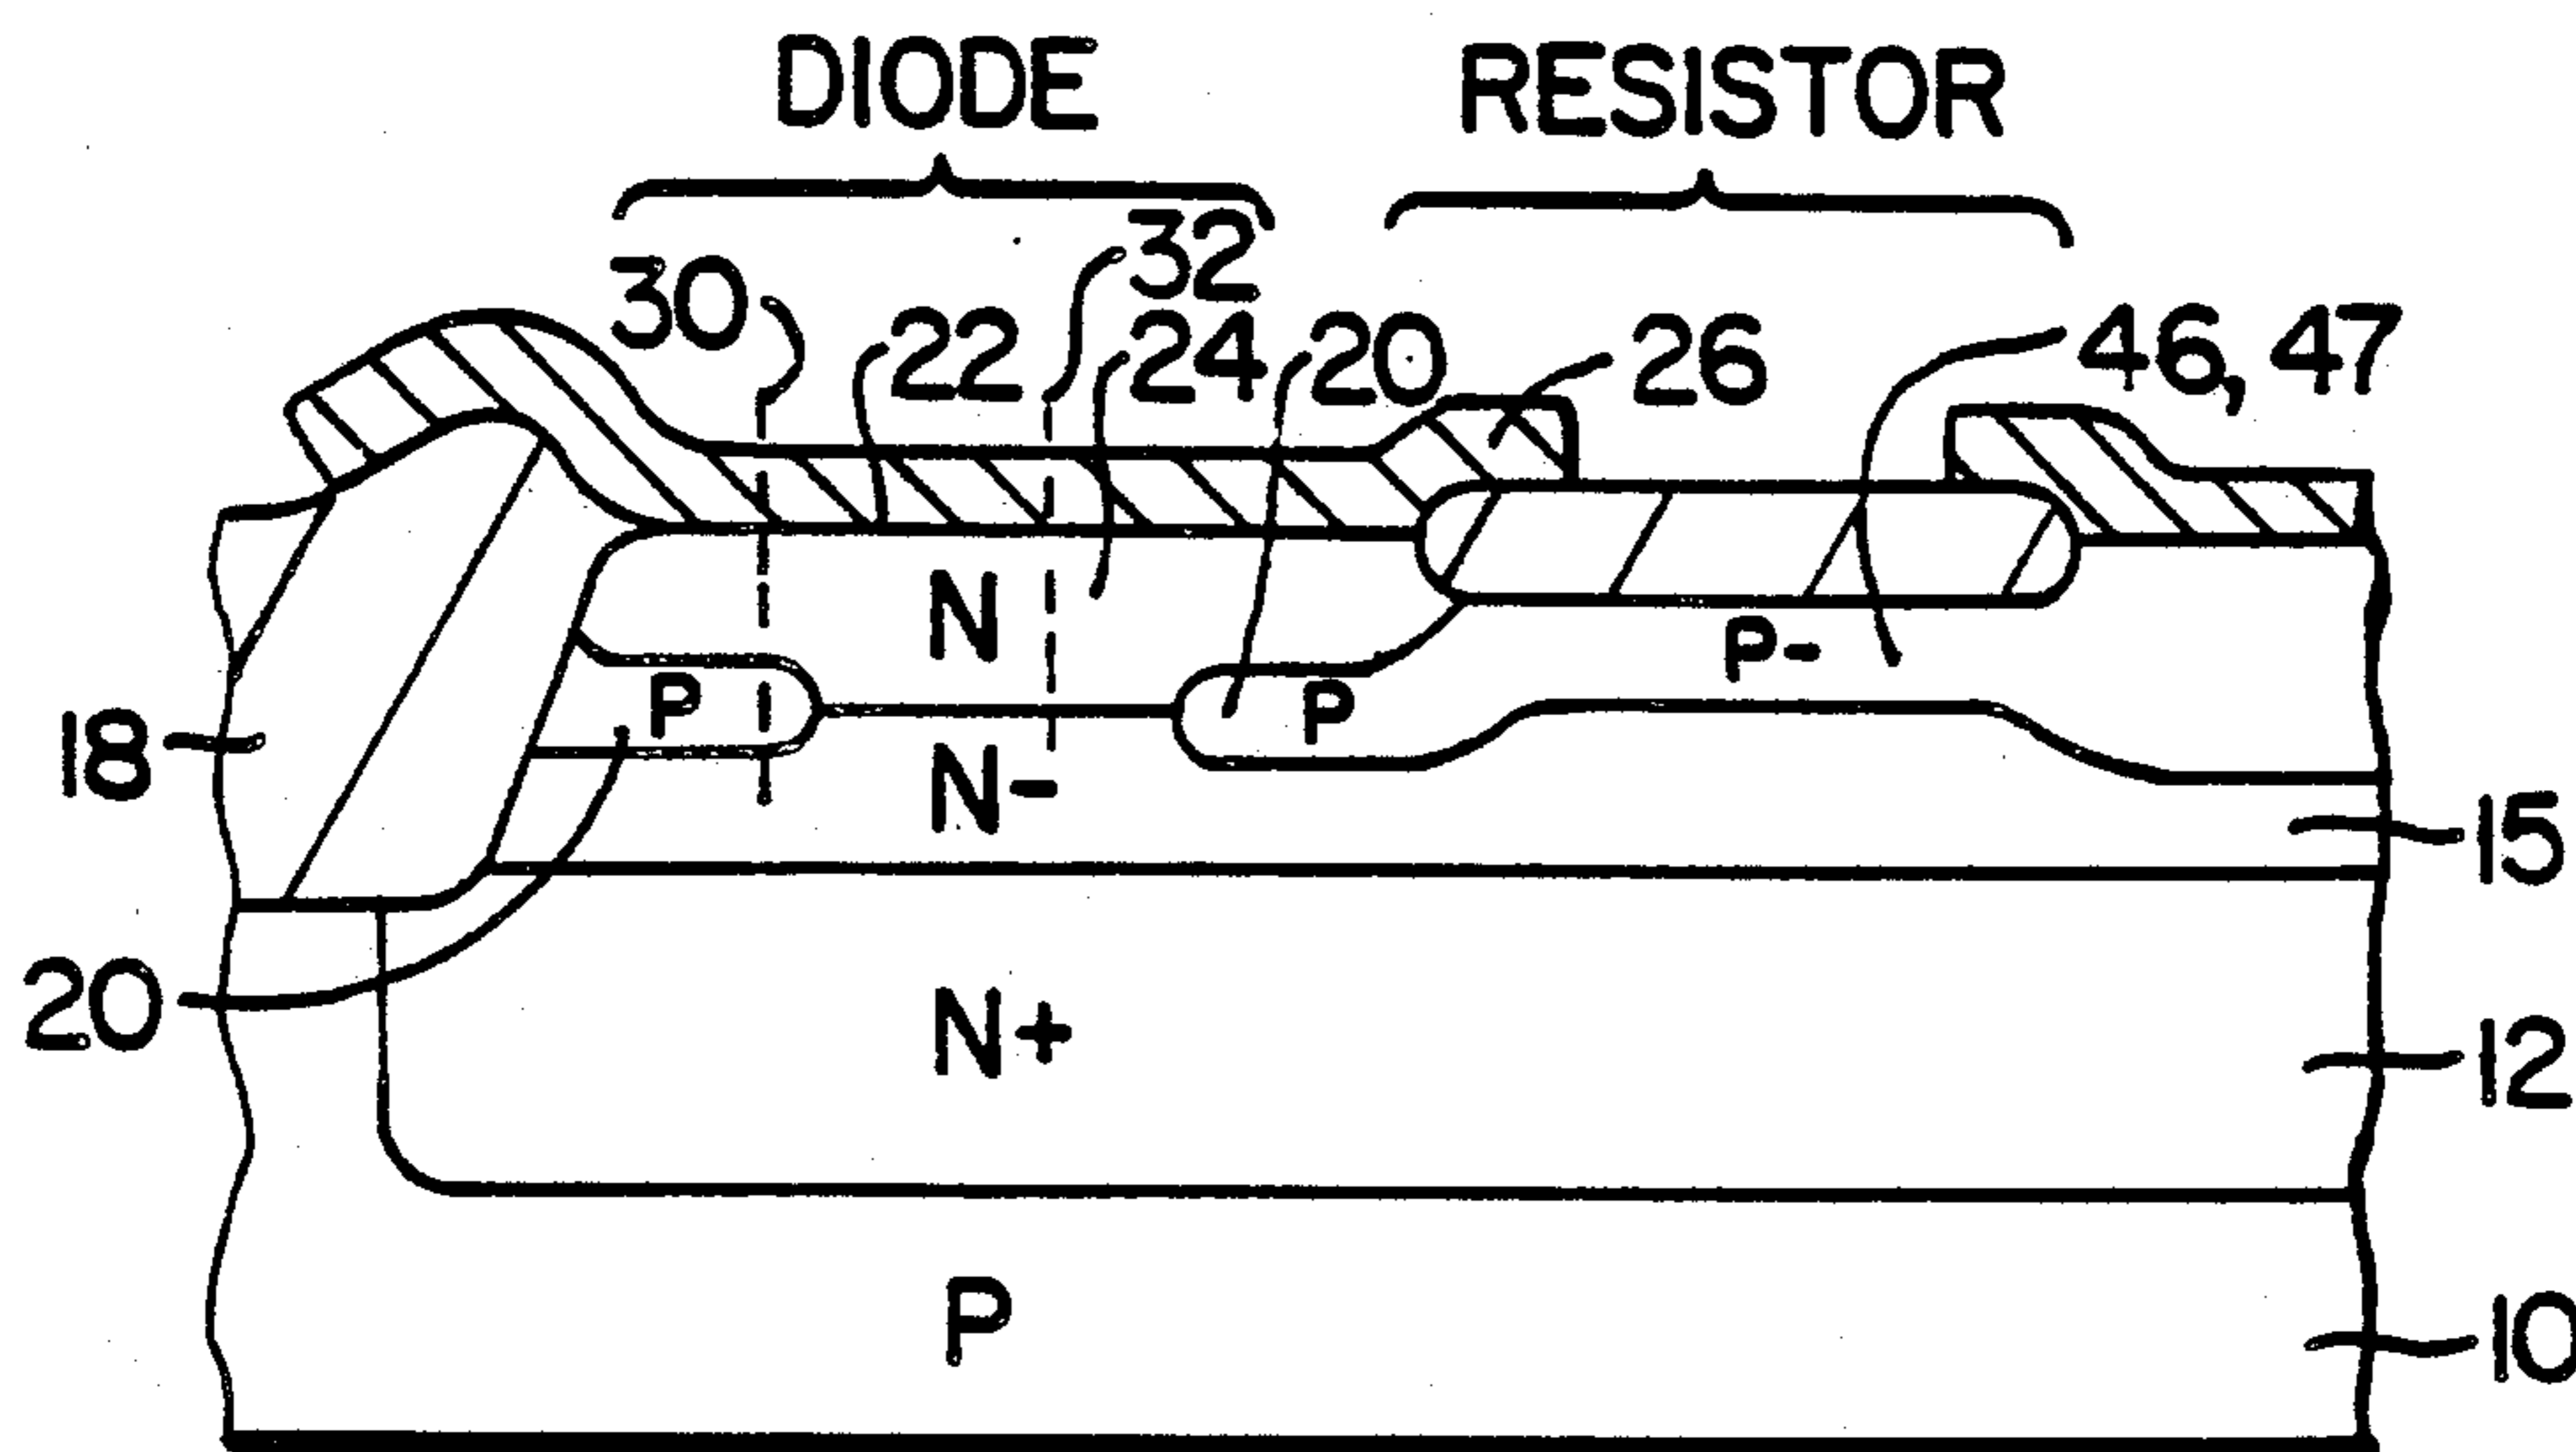 DIODE RESISTOR
30 22 32 24 20 26 46, 47
N
P P P-
18 N- 15
20 N+ 12
P 10